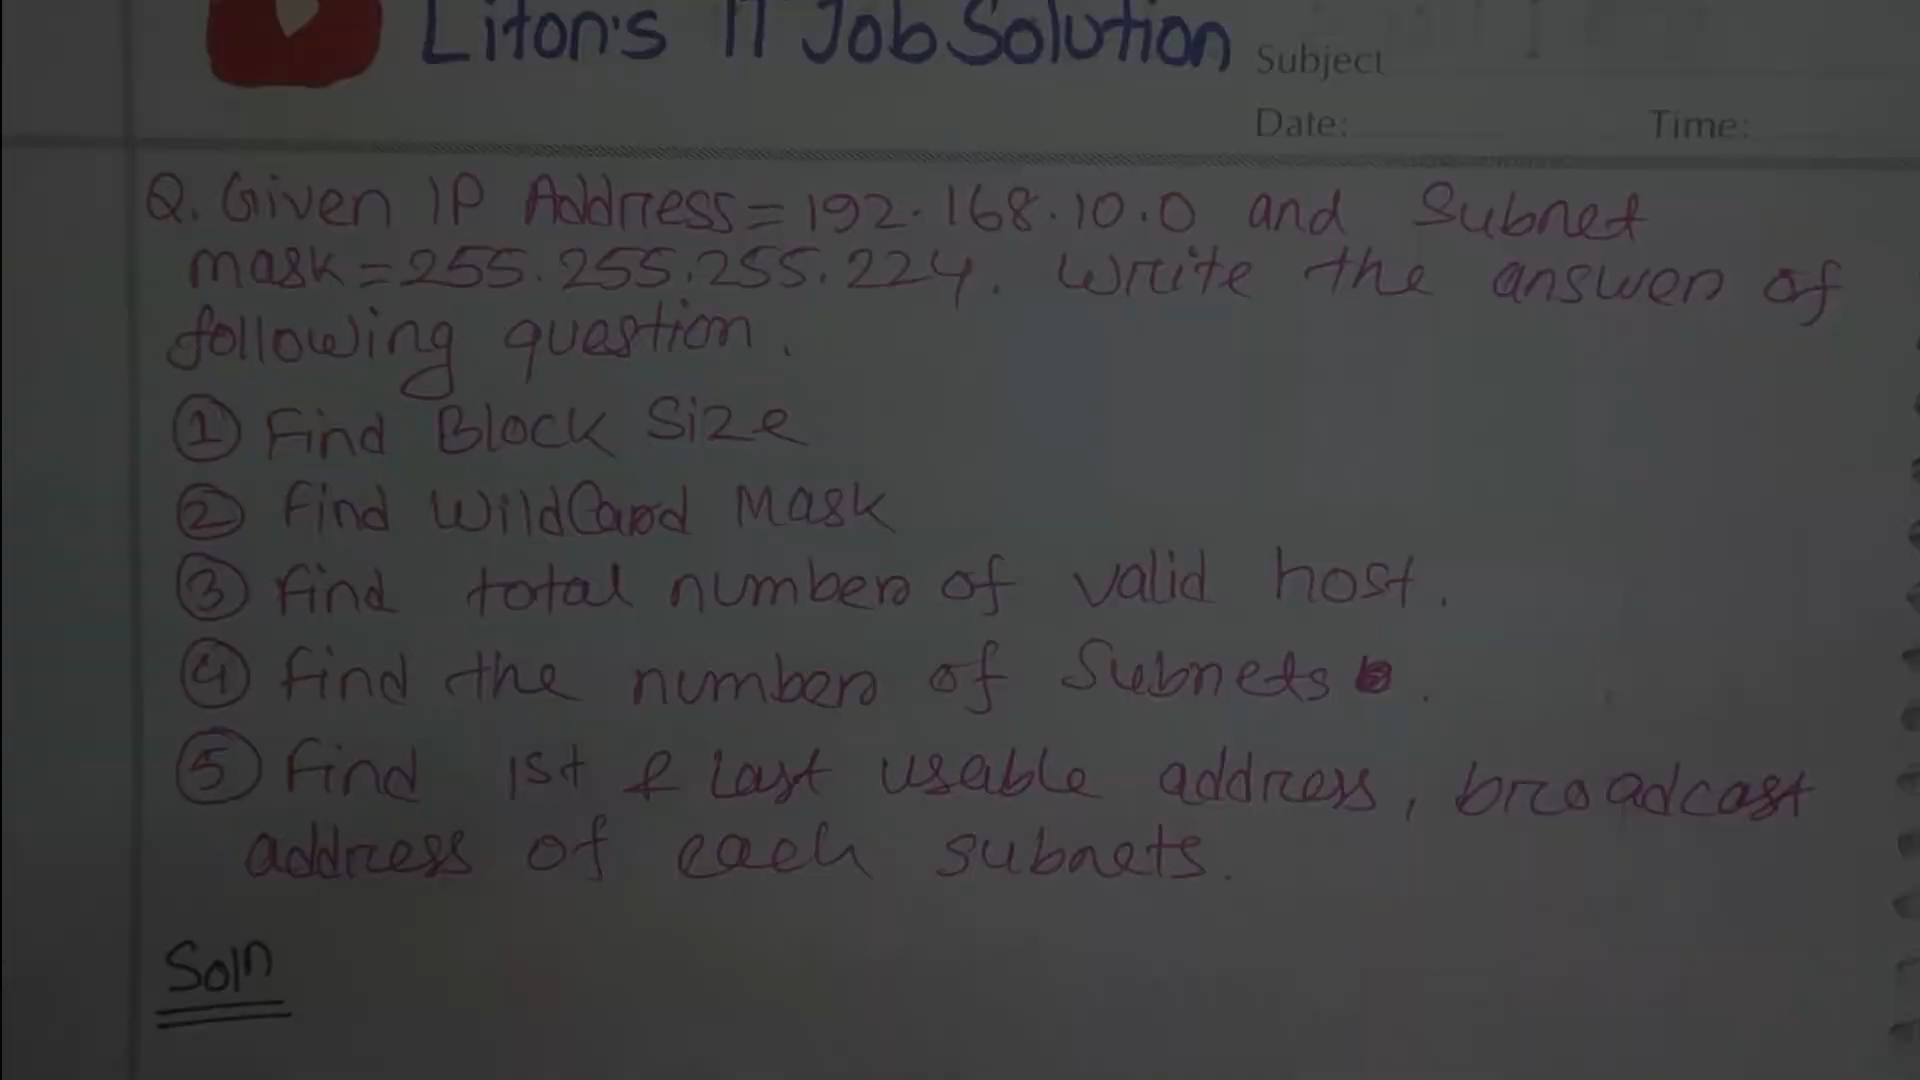 Liton's IT Job Solution
Subject
Date: Time:
Q. Given IP Address=192.168.10.0 and Subnet
mask=255.255.255.224. Write the answer of
following question.
① Find Block Size
② Find WildCard Mask
③ Find total number of valid host.
④ Find the number of Subnets.
⑤ Find 1st & Last usable address, broadcast
address of each subnets.
Soln